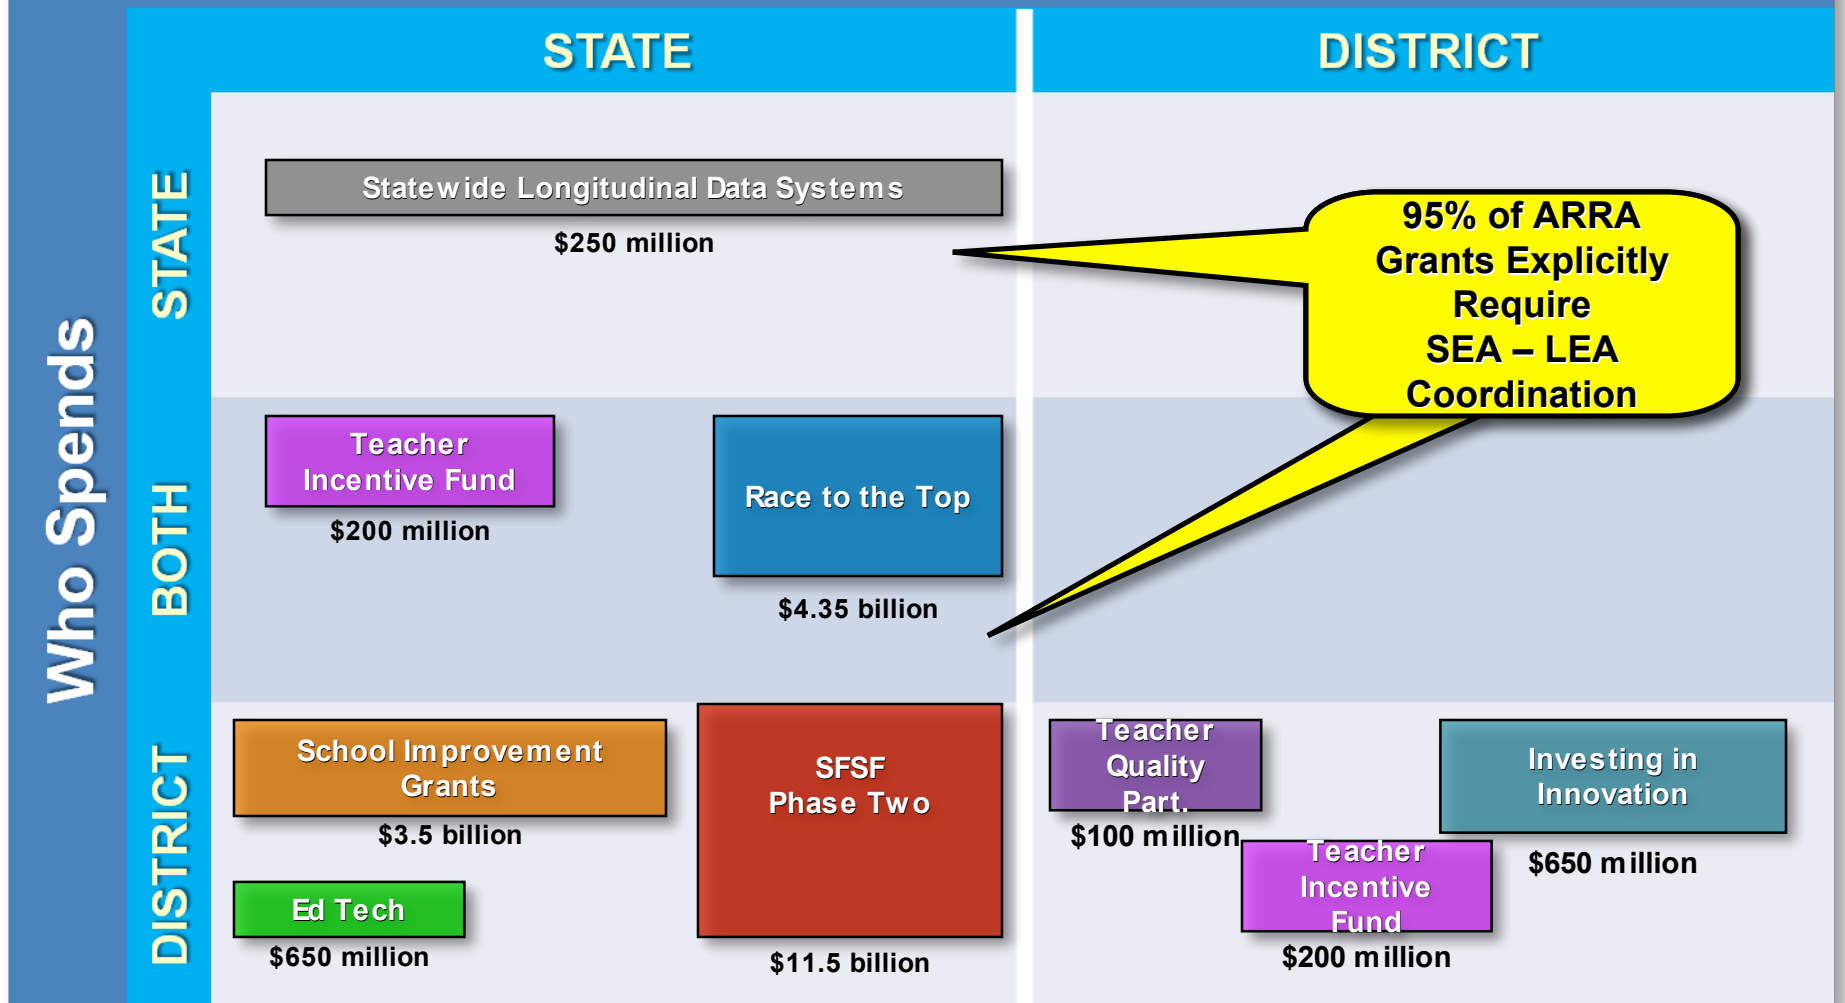 STATE
DISTRICT
Who Spends
STATE
Statewide Longitudinal Data Systems
$250 million
95% of ARRA
Grants Explicitly
Require
SEA – LEA
Coordination
BOTH
Teacher
Incentive Fund
$200 million
Race to the Top
$4.35 billion
DISTRICT
School Improvement
Grants
$3.5 billion
Ed Tech
$650 million
SFSF
Phase Two
$11.5 billion
Teacher
Quality
Part.
$100 million
Teacher
Incentive
Fund
$200 million
Investing in
Innovation
$650 million